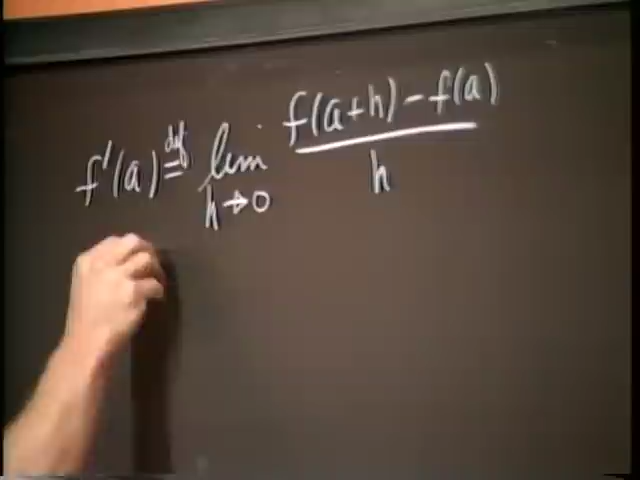 f'(a) def= lim h→0 f(a+h) - f(a) / h